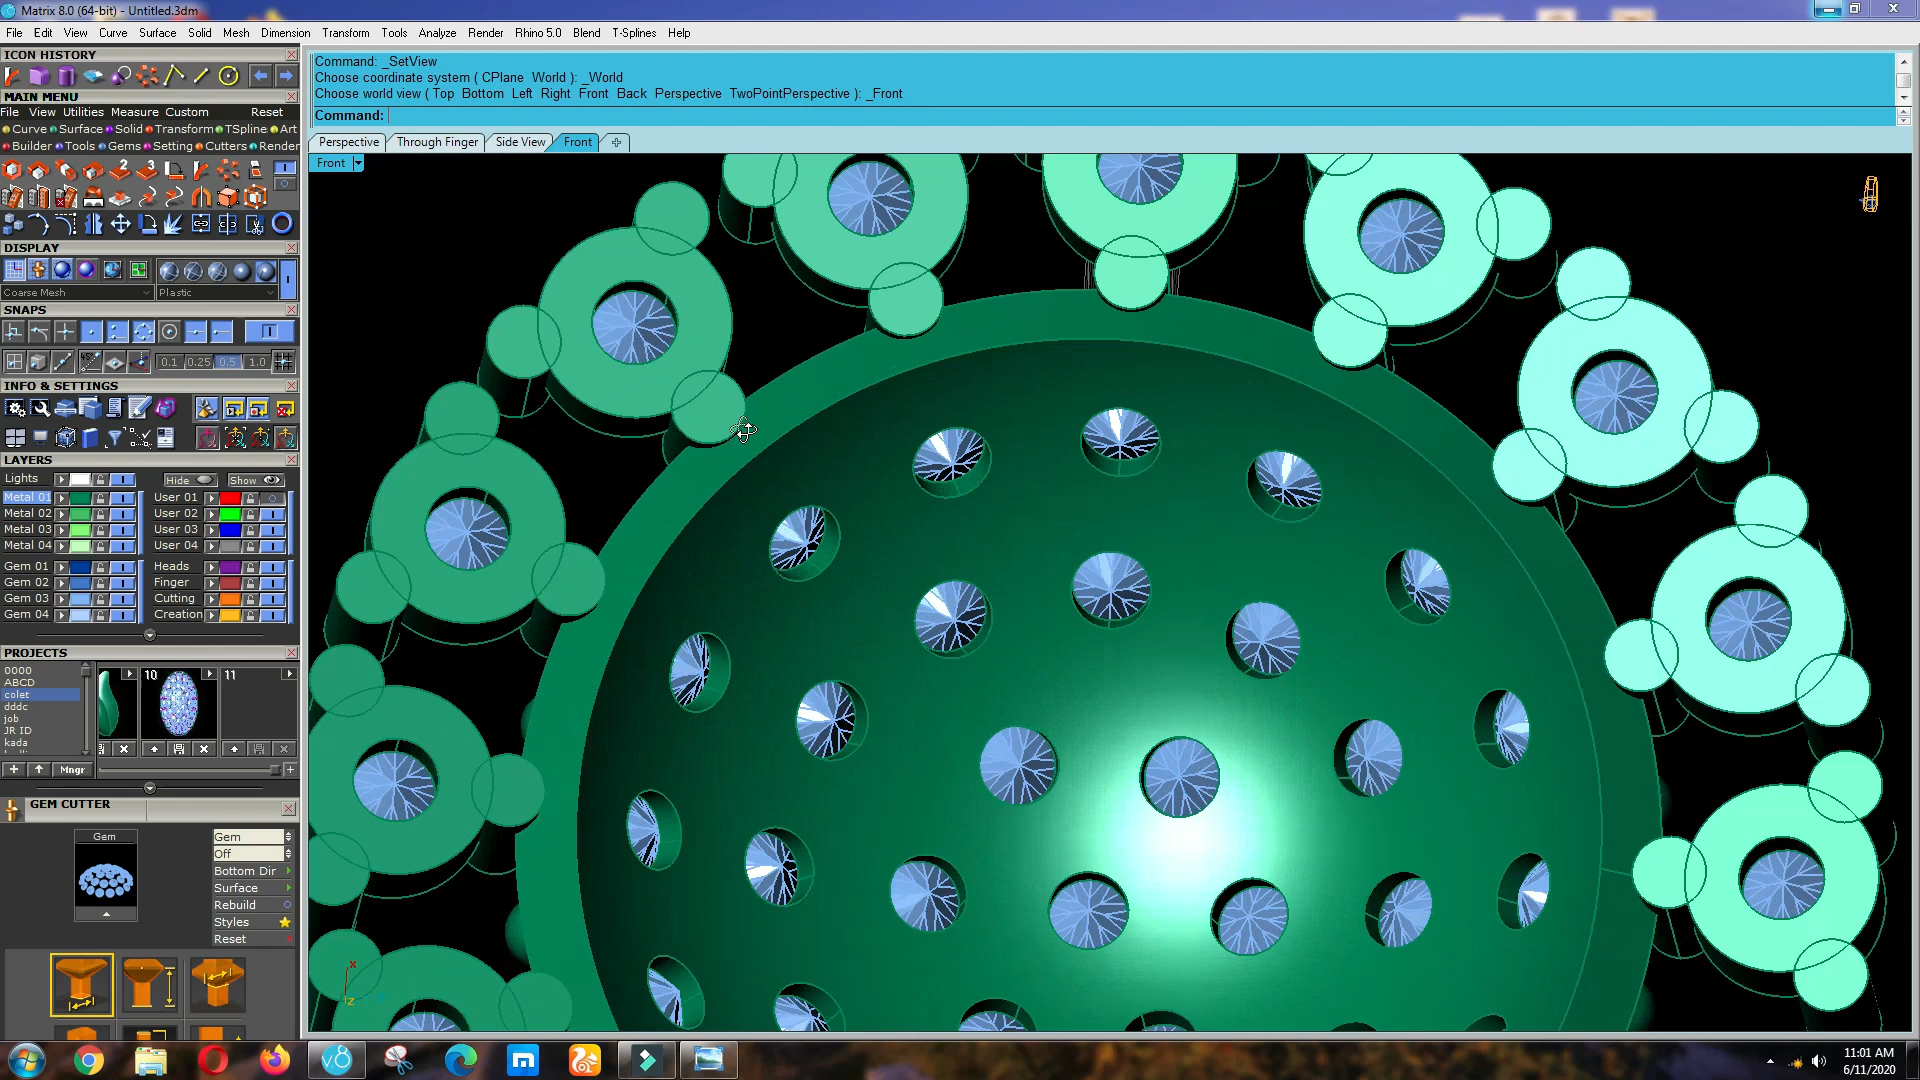 Matrix 8.0 (64-bit) - Untitled.3dm
File Edit View Curve Surface Solid Mesh Dimension Transform Tools Analyze Render Rhino 5.0 Blend T-Splines Help
ICON HISTORY
MAIN MENU
File View Utilities Measure Custom Reset
Curve Surface Solid Transform TSpline Art
Builder Tools Gems Setting Cutters Render
DISPLAY
Coarse Mesh Plastic
SNAPS
0.1 0.25 0.5 1.0
INFO & SETTINGS
LAYERS
Lights Hide Show
Metal 01 User 01
Metal 02 User 02
Metal 03 User 03
Metal 04 User 04
Gem 01 Heads
Gem 02 Finger
Gem 03 Cutting
Gem 04 Creation
PROJECTS
0000
ABCD
colet
dddc
job
JR ID
kada
10 11
Mngr
GEM CUTTER
Gem Gem
Off
Bottom Dir
Surface
Rebuild
Styles
Reset
Command: _SetView
Choose coordinate system ( CPlane World ): _World
Choose world view ( Top Bottom Left Right Front Back Perspective TwoPointPerspective ): _Front
Command:
Perspective Through Finger Side View Front
Front
x
z
v8
11:01 AM
6/11/2020